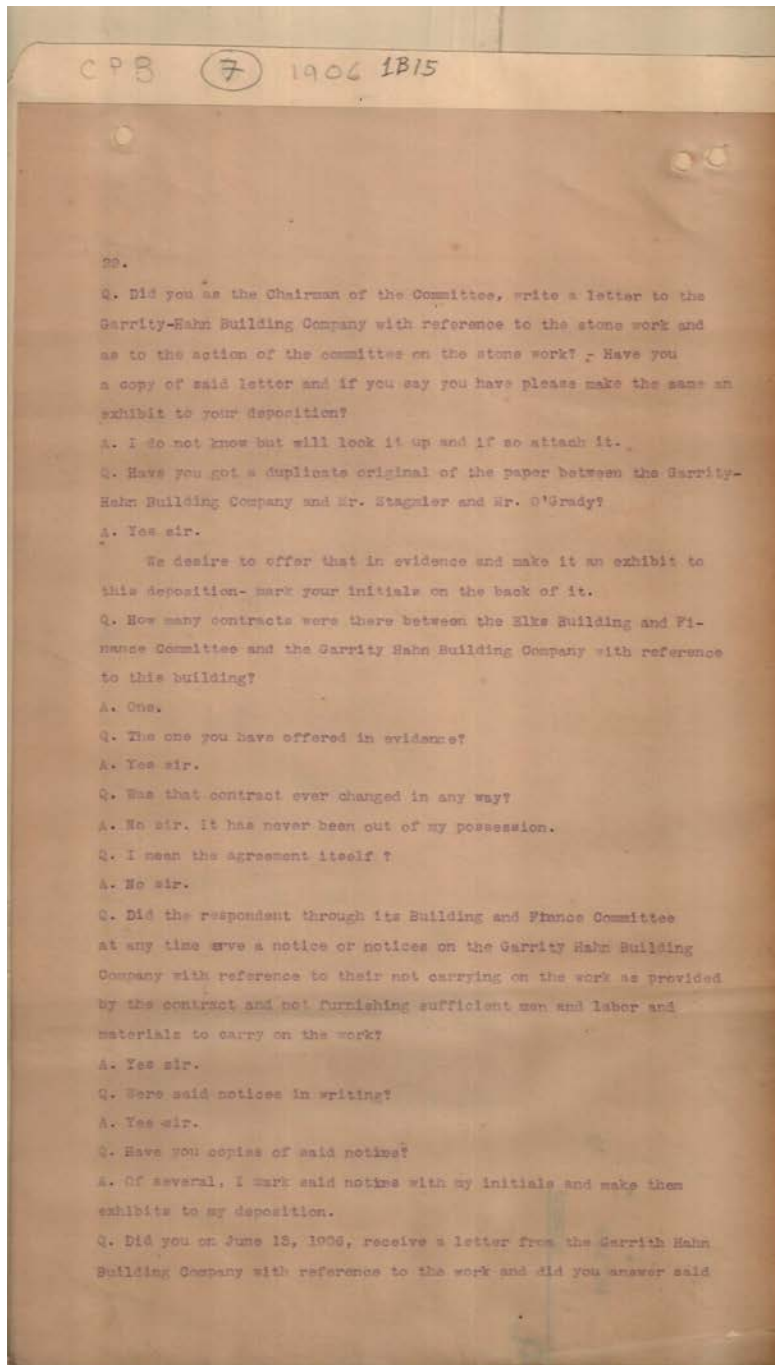 CPB 7 1906 1B15
22.
Q. Did you as the Chairman of the Committee, write a letter to the
Garrity-Hahn Building Company with reference to the stone work and
as to the action of the committee on the stone work? - Have you
a copy of said letter and if you say you have please make the same an
exhibit to your deposition?
A. I do not know but will look it up and if so attach it.
Q. Have you got a duplicate original of the paper between the Garrity-
Hahn Building Company and Mr. Stagmier and Mr. O'Grady?
A. Yes sir.
We desire to offer that in evidence and make it an exhibit to
this deposition- mark your initials on the back of it.
Q. How many contracts were there between the Elks Building and Fi-
nance Committee and the Garrity Hahn Building Company with reference
to this building?
A. One.
Q. The one you have offered in evidence?
A. Yes sir.
Q. Was that contract ever changed in any way?
A. No sir. it has never been out of my possession.
Q. I mean the agreement itself ?
A. No sir.
Q. Did the respondent through its Building and Finance Committee
at any time erve a notice or notices on the Garrity Hahn Building
Company with reference to their not carrying on the work as provided
by the contract and not furnishing sufficient men and labor and
materials to carry on the work?
A. Yes sir.
Q. Were said notices in writing?
A. Yes sir.
Q. Have you copies of said notices?
A. Of several, I mark said notices with my initials and make them
exhibits to my deposition.
Q. Did you on June 1906, receive a letter from the Garrith Hahn
Building Company with reference to the work and did you answer said